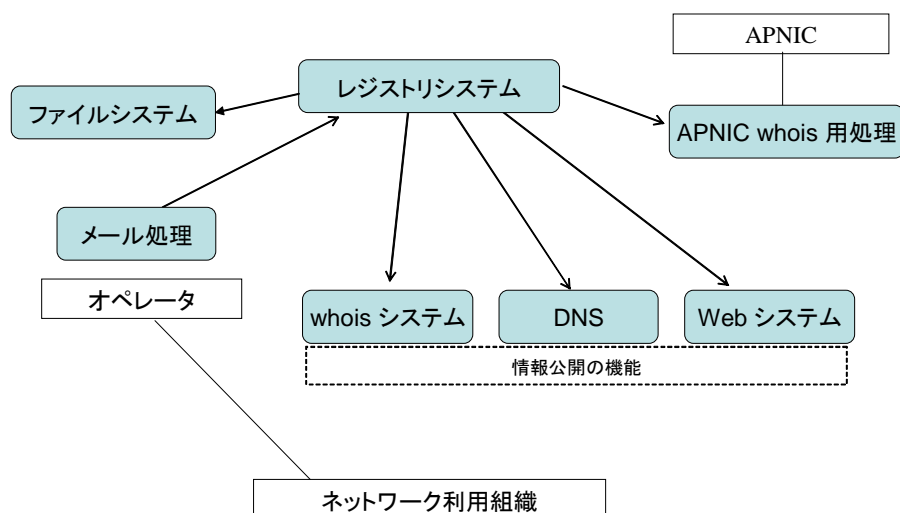 APNIC
レジストリシステム
ファイルシステム
APNIC whois 用処理
メール処理
オペレータ
whois システム
DNS
Web システム
情報公開の機能
ネットワーク利用組織